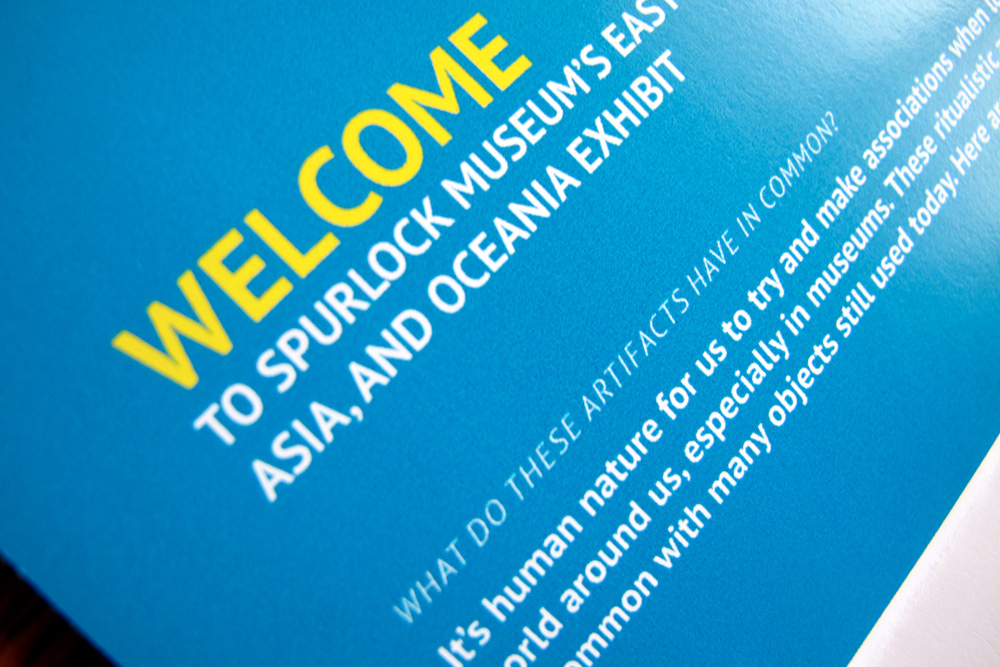 WELCOME
TO SPURLOCK MUSEUM'S EAST
ASIA, AND OCEANIA EXHIBIT
WHAT DO THESE ARTIFACTS HAVE IN COMMON?
It's human nature for us to try and make associations when
orld around us, especially in museums. These ritualistic
ommon with many objects still used today. Here